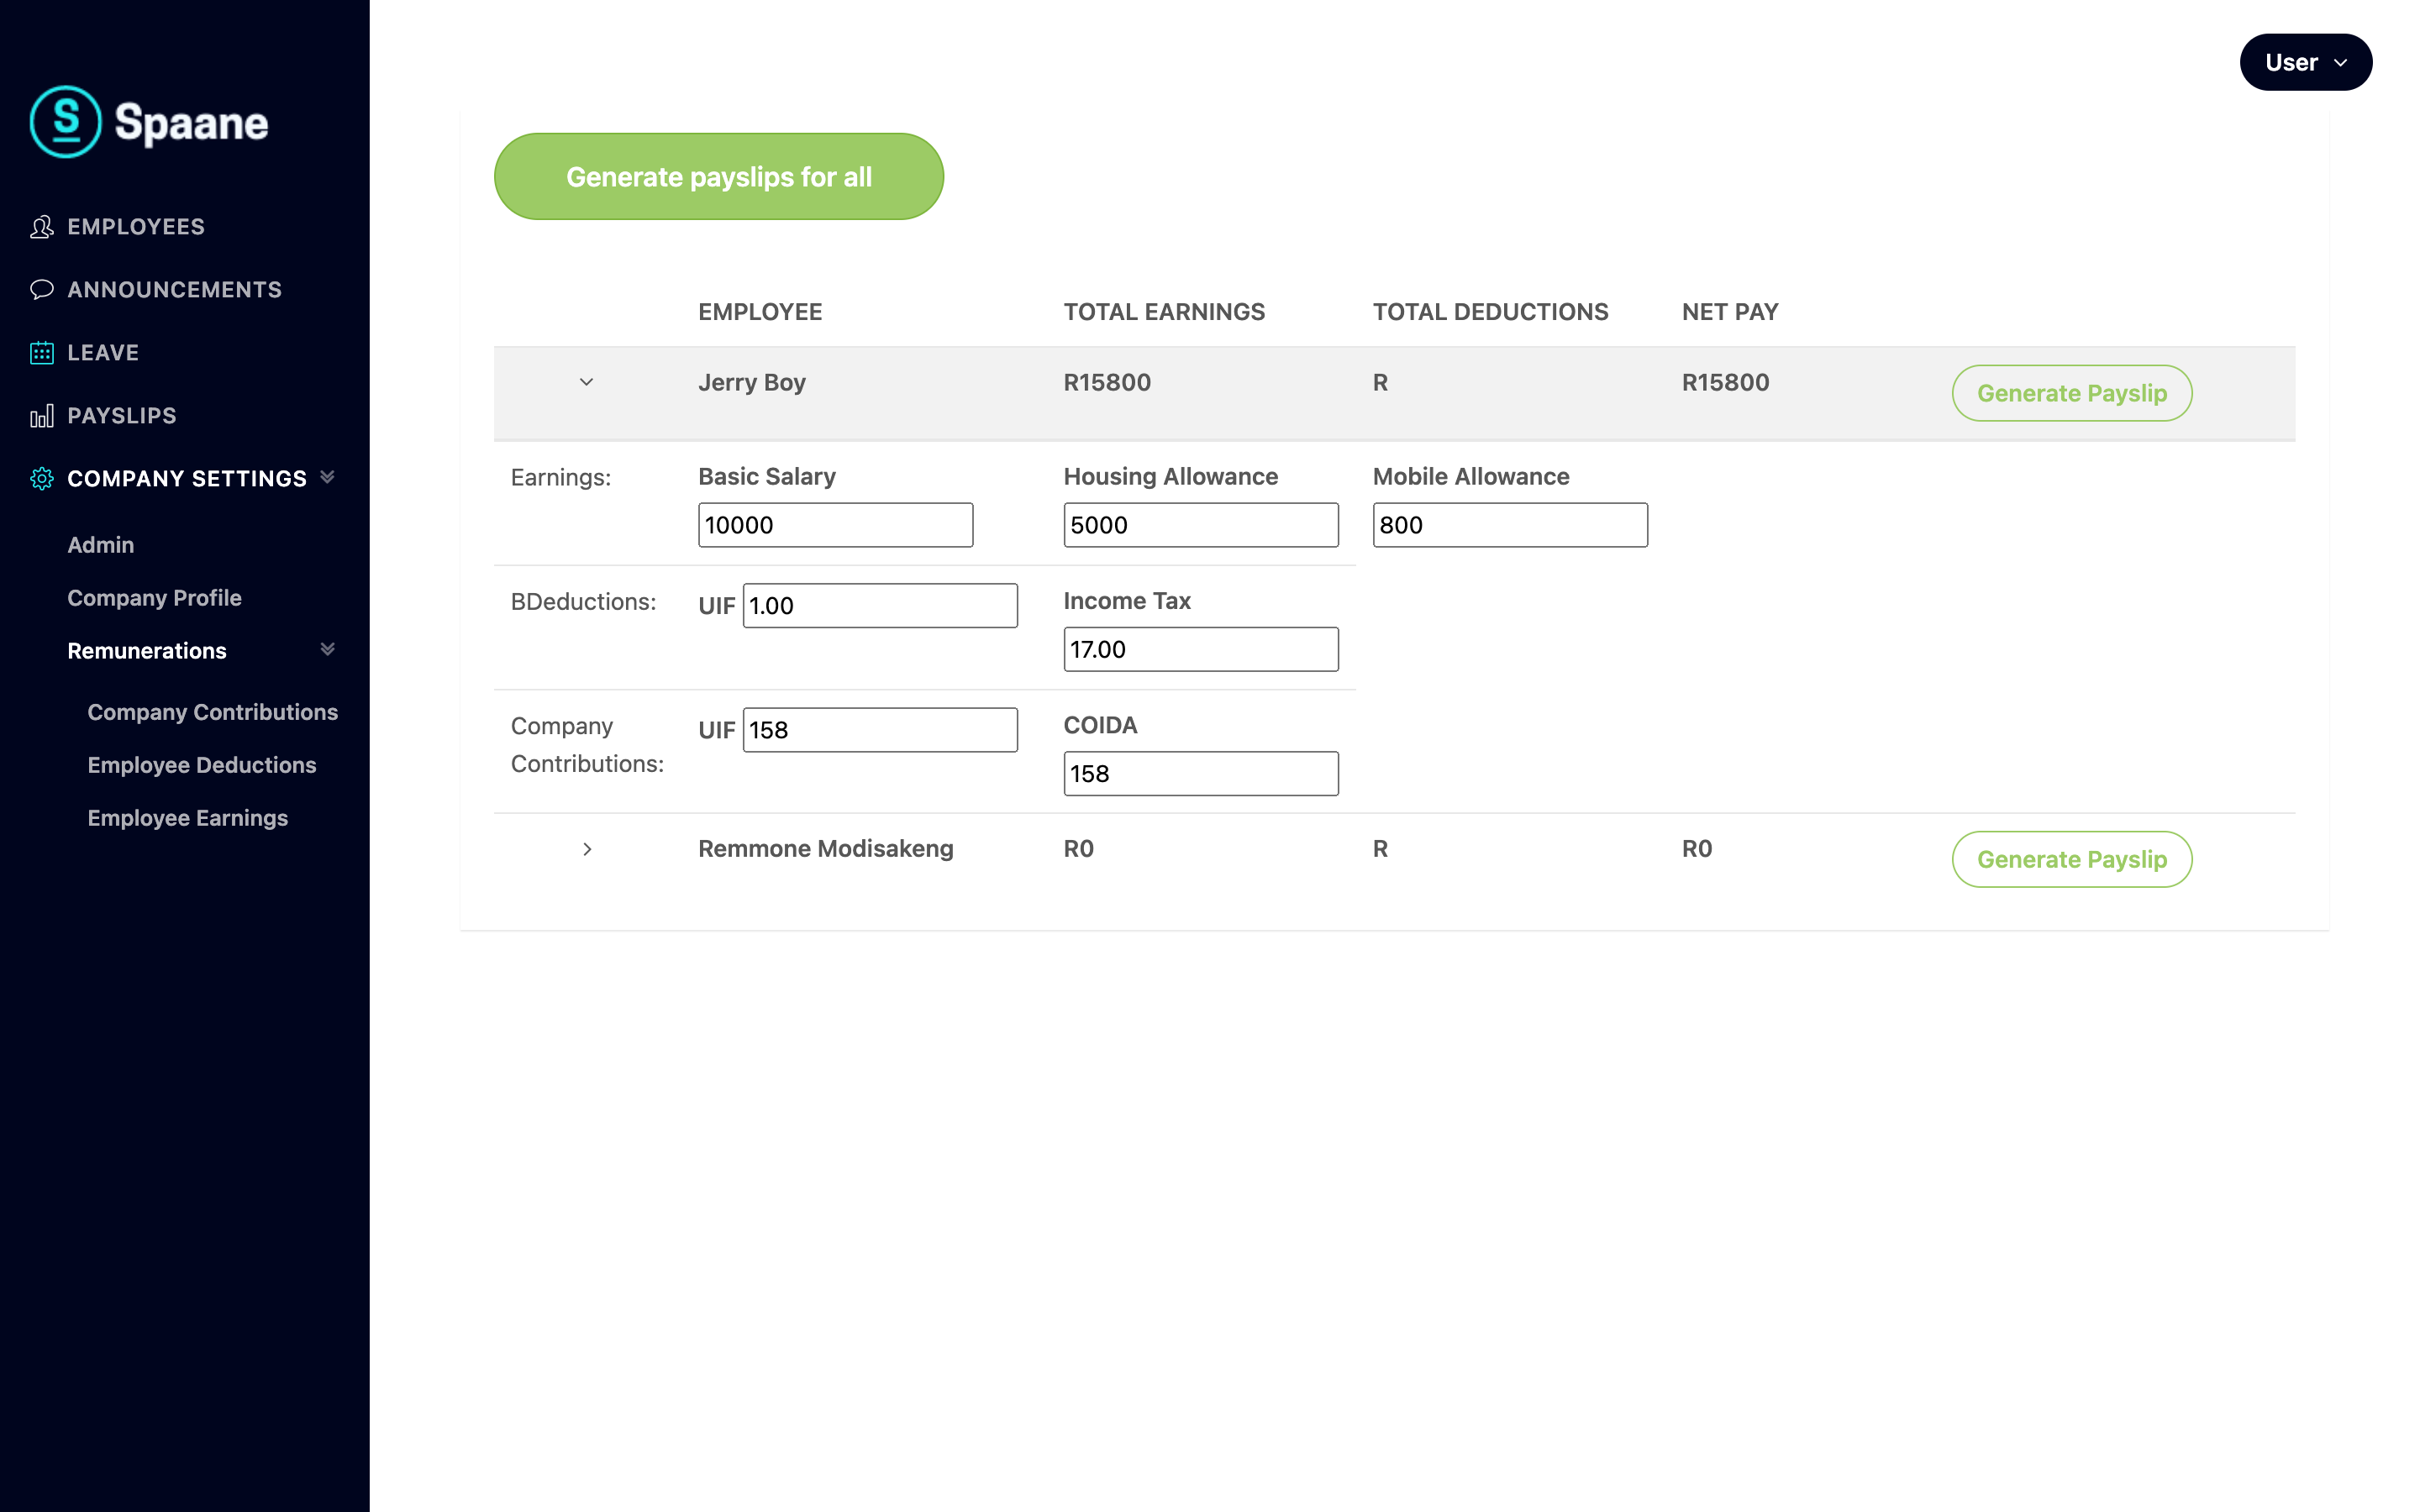 Spaane
EMPLOYEES
ANNOUNCEMENTS
LEAVE
PAYSLIPS
COMPANY SETTINGS
Admin
Company Profile
Remunerations
Company Contributions
Employee Deductions
Employee Earnings
User
Generate payslips for all
EMPLOYEE TOTAL EARNINGS TOTAL DEDUCTIONS NET PAY
Jerry Boy R15800 R R15800 Generate Payslip
Earnings: Basic Salary Housing Allowance Mobile Allowance
10000 5000 800
BDeductions: UIF 1.00 Income Tax
17.00
Company UIF 158 COIDA
Contributions: 158
Remmone Modisakeng R0 R R0 Generate Payslip